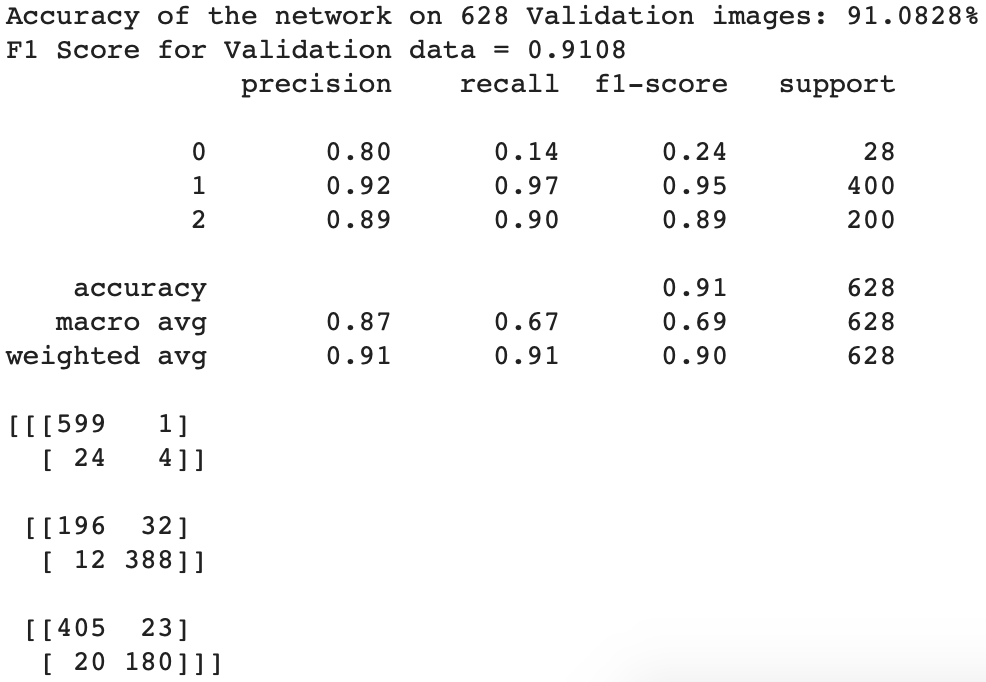 Accuracy of the network on 628 Validation images: 91.0828%
F1 Score for Validation data = 0.9108
precision recall f1-score support
0 0.80 0.14 0.24 28
1 0.92 0.97 0.95 400
2 0.89 0.90 0.89 200
accuracy 0.91 628
macro avg 0.87 0.67 0.69 628
weighted avg 0.91 0.91 0.90 628
[[[599 1]
[ 24 4]]
[[196 32]
[ 12 388]]
[[405 23]
[ 20 180]]]